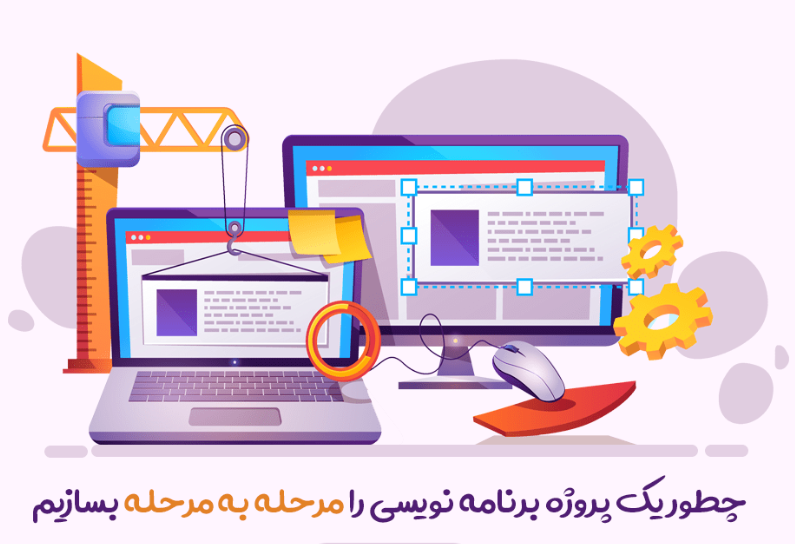 چطور یک پروژه برنامه نویسی را مرحله به مرحله بسازیم